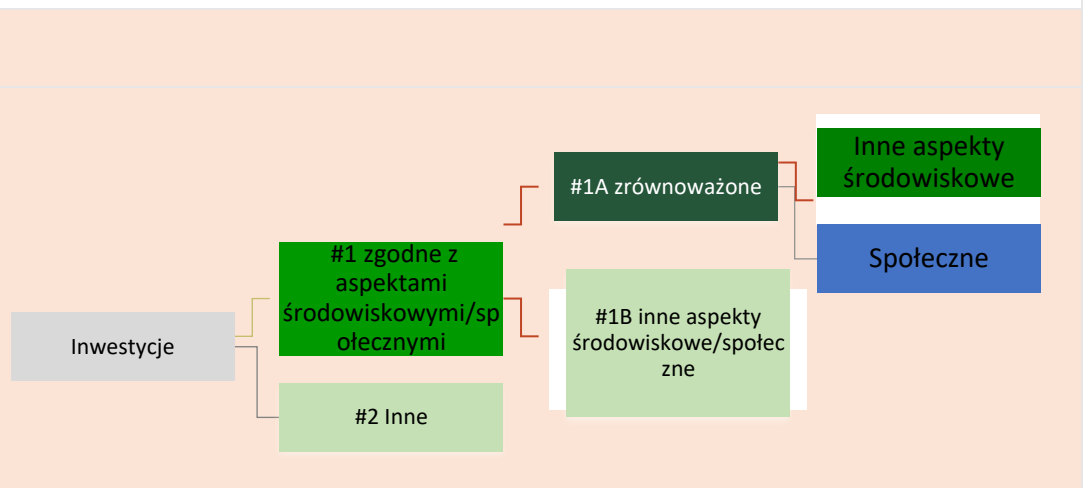 Inwestycje
#1 zgodne z
aspektami
środowiskowymi/sp
ołecznymi
#2 Inne
#1A zrównoważone
#1B inne aspekty
środowiskowe/społec
zne
Inne aspekty
środowiskowe
Społeczne